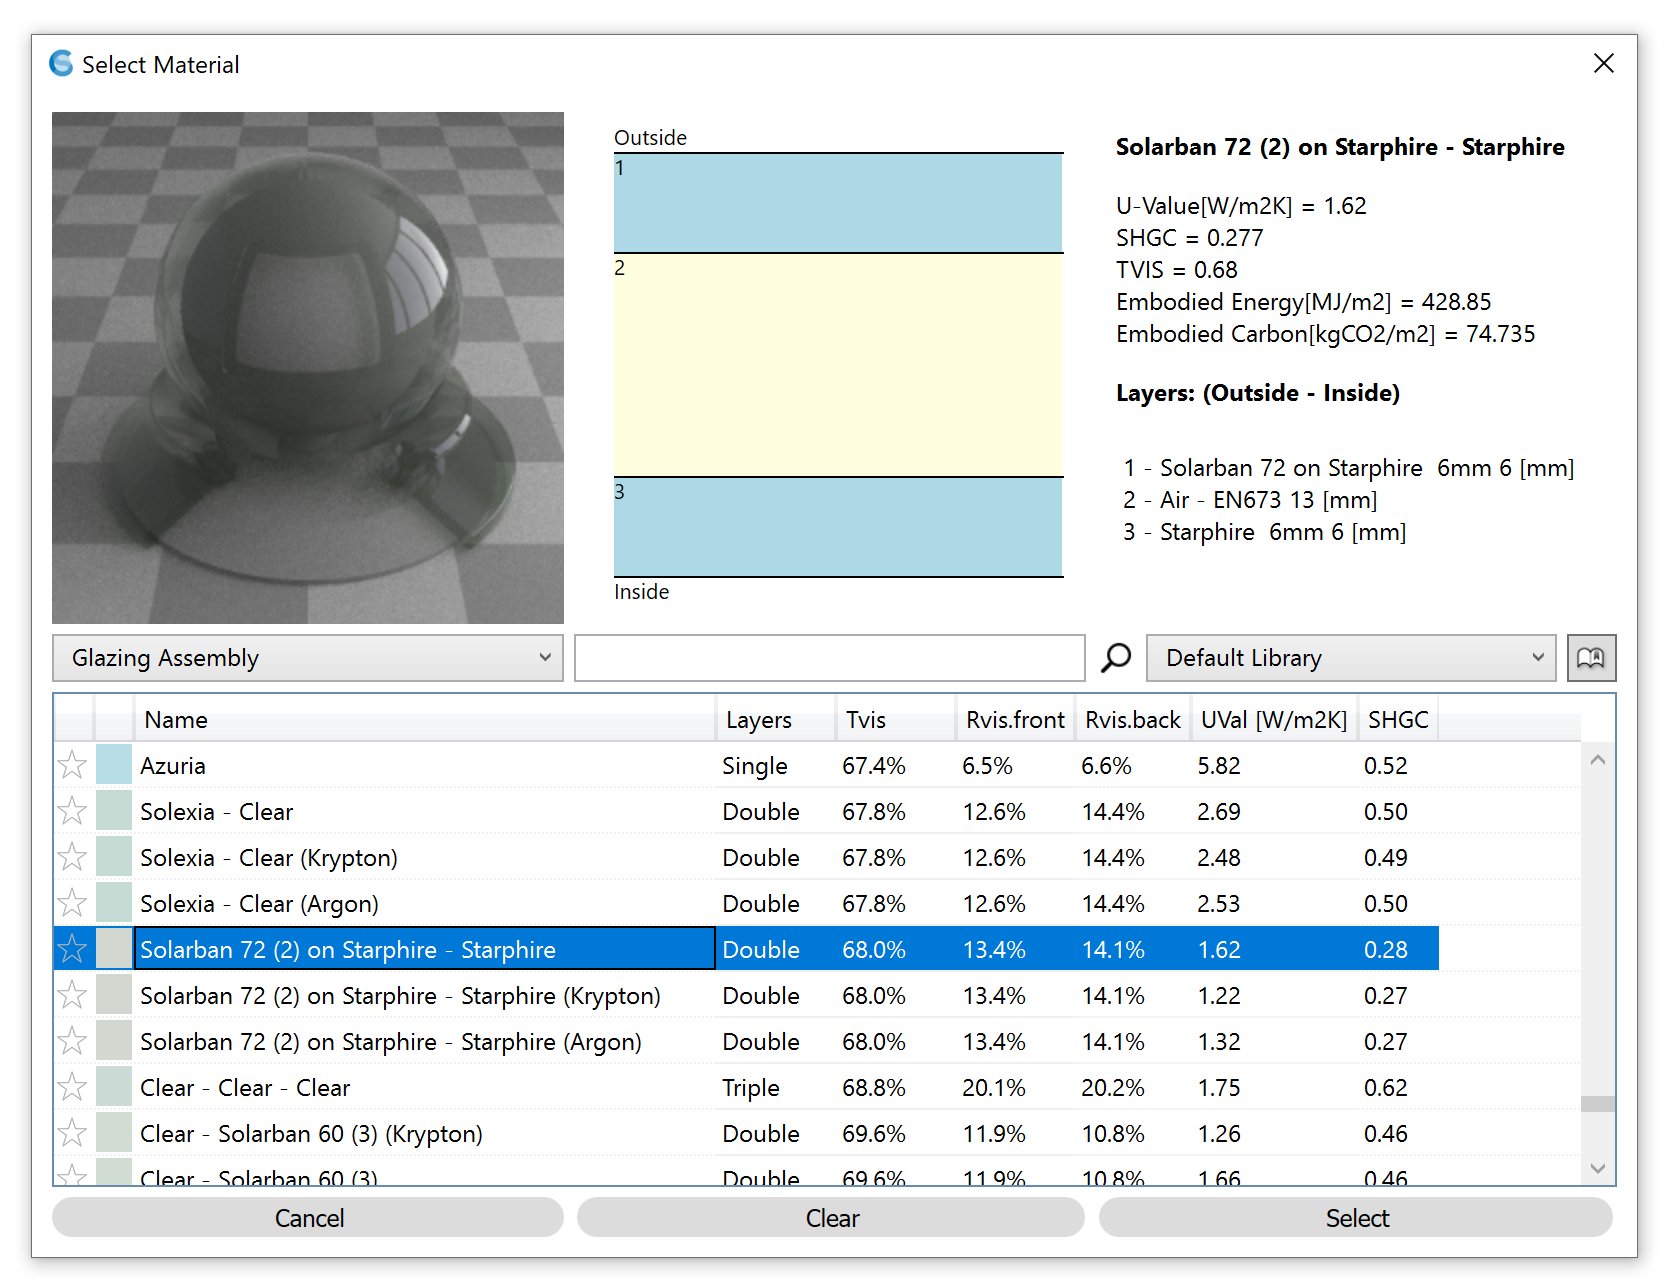 Select Material
Outside
1
2
3
Inside
Solarban 72 (2) on Starphire - Starphire
U-Value[W/m2K] = 1.62
SHGC = 0.277
TVIS = 0.68
Embodied Energy[MJ/m2] = 428.85
Embodied Carbon[kgCO2/m2] = 74.735
Layers: (Outside - Inside)
1 - Solarban 72 on Starphire  6mm 6 [mm]
2 - Air - EN673 13 [mm]
3 - Starphire  6mm 6 [mm]
Glazing Assembly Default Library
Name Layers Tvis Rvis.front Rvis.back UVal [W/m2K] SHGC
Azuria Single 67.4% 6.5% 6.6% 5.82 0.52
Solexia - Clear Double 67.8% 12.6% 14.4% 2.69 0.50
Solexia - Clear (Krypton) Double 67.8% 12.6% 14.4% 2.48 0.49
Solexia - Clear (Argon) Double 67.8% 12.6% 14.4% 2.53 0.50
Solarban 72 (2) on Starphire - Starphire Double 68.0% 13.4% 14.1% 1.62 0.28
Solarban 72 (2) on Starphire - Starphire (Krypton) Double 68.0% 13.4% 14.1% 1.22 0.27
Solarban 72 (2) on Starphire - Starphire (Argon) Double 68.0% 13.4% 14.1% 1.32 0.27
Clear - Clear - Clear Triple 68.8% 20.1% 20.2% 1.75 0.62
Clear - Solarban 60 (3) (Krypton) Double 69.6% 11.9% 10.8% 1.26 0.46
Clear - Solarban 60 (3) Double 69.6% 11.9% 10.8% 1.66 0.46
Cancel Clear Select